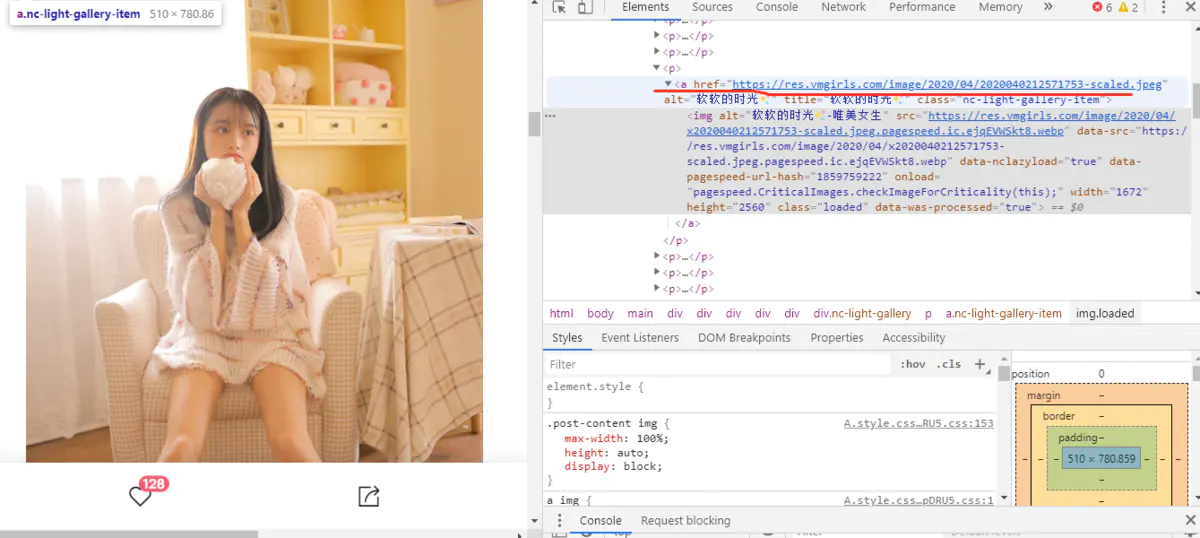 a.nc-light-gallery-item 510 × 780.86
128
Elements Sources Console Network Performance Memory » 6 2
▶<p>…</p>
▶<p>…</p>
▶<p>…</p>
▼<p>
▼<a href="https://res.vmgirls.com/image/2020/04/2020040212571753-scaled.jpeg"
alt="软软的时光✨" title="软软的时光✨" class="nc-light-gallery-item">
<img alt="软软的时光✨-唯美女生" src="https://res.vmgirls.com/image/2020/04/
x2020040212571753-scaled.jpeg.pagespeed.ic.ejqEVWSkt8.webp" data-src="https:/
/res.vmgirls.com/image/2020/04/x2020040212571753-
scaled.jpeg.pagespeed.ic.ejqEVWSkt8.webp" data-nclazyload="true" data-
pagespeed-url-hash="1859759222" onload=
"pagespeed.CriticalImages.checkImageForCriticality(this);" width="1672"
height="2560" class="loaded" data-was-processed="true"> == $0
</a>
</p>
▶<p>…</p>
▶<p>…</p>
▶<p>…</p>
html body main div div div div div div.nc-light-gallery p a.nc-light-gallery-item img.loaded
Styles Event Listeners DOM Breakpoints Properties Accessibility
Filter :hov .cls +
element.style {
}
.post-content img { A.style.css…RU5.css:153
max-width: 100%;
height: auto;
display: block;
}
a img { A.style.css…pDRU5.css:1
position 0
margin –
border –
padding –
– – – 510 × 780.859 – – –
–
–
Console Request blocking
top Filter Default levels